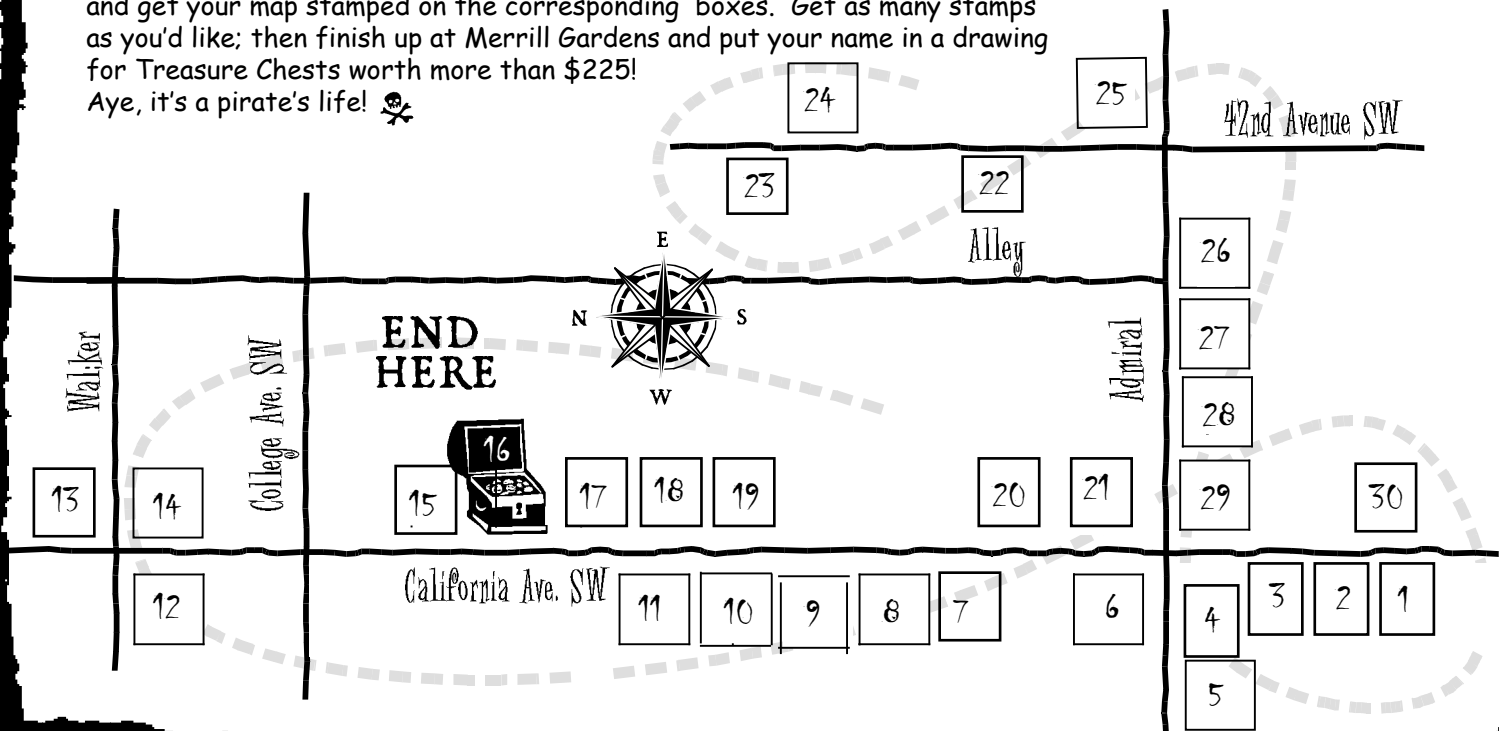 and get your map stamped on the corresponding boxes. Get as many stamps
as you'd like; then finish up at Merrill Gardens and put your name in a drawing
for Treasure Chests worth more than $225!
Aye, it's a pirate's life!
24
25
42nd Avenue SW
23
22
E
Alley
26
N
S
W
END
HERE
Walker
College Ave. SW
Admiral
27
28
16
13
14
15
17
18
19
20
21
29
30
California Ave. SW
12
11
10
9
8
7
6
4
3
2
1
5